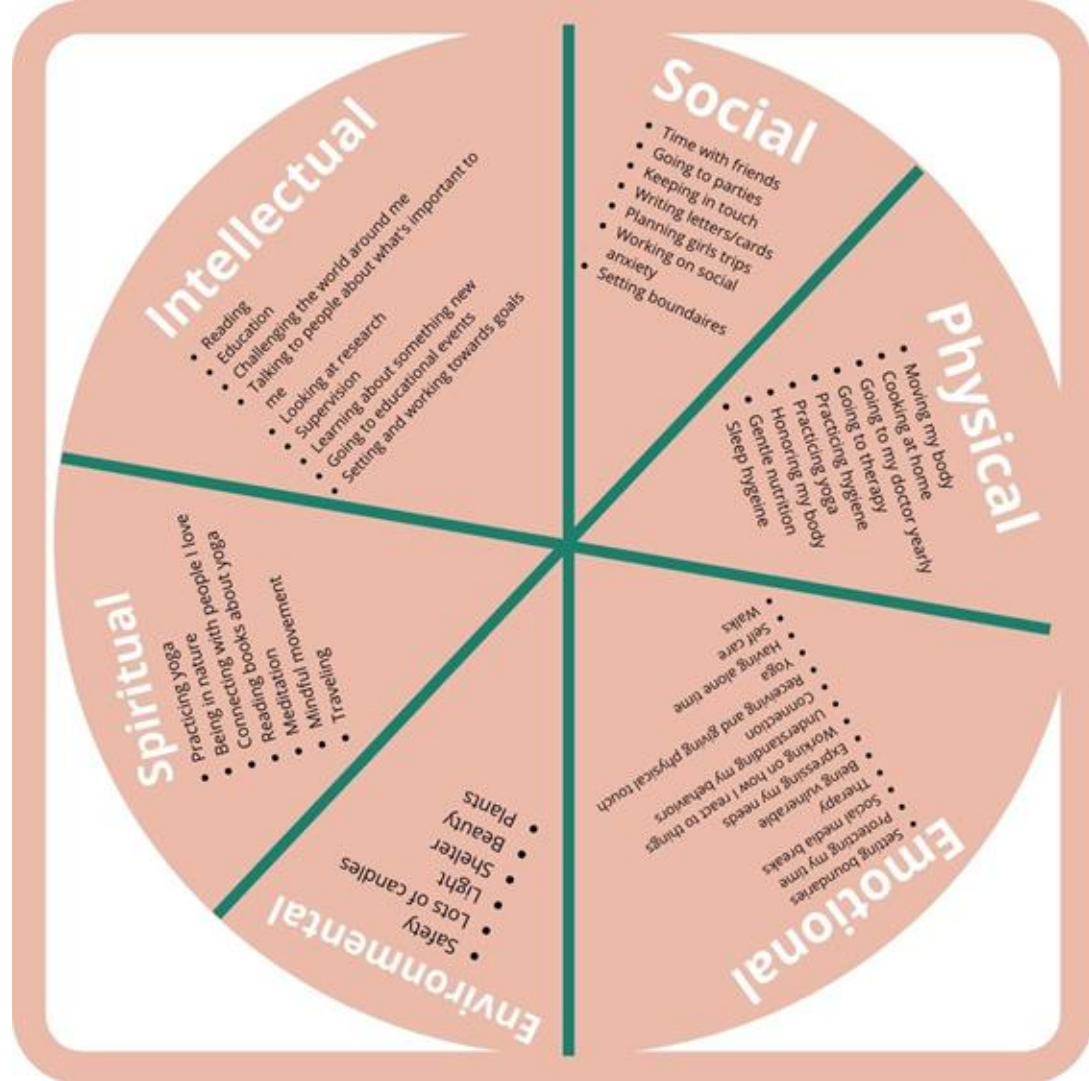 Social
• Time with friends
• Going to parties
• Keeping in touch
• Writing letters/cards
• Planning girls trips
• Working on social
anxiety
• Setting boundaires
Physical
• Moving my body
• Cooking at home
• Going to my doctor yearly
• Going to therapy
• Practicing hygiene
• Practicing yoga
• Honoring my body
• Gentle nutrition
• Sleep hygeine
Emotional
• Setting boundaries
• Protecting my time
• Social media breaks
• Therapy
• Being vulnerable
• Expressing my needs
• Working on how I react to things
• Understanding my behaviors
• Connection
• Receiving and giving physical touch
• Yoga
• Having alone time
• Self care
• Walks
Environmental
• Safety
• Lots of candles
• Light
• Shelter
• Beauty
• Plants
Spiritual
• Practicing yoga
• Being in nature
• Connecting with people I love
• Reading books about yoga
• Meditation
• Mindful movement
• Traveling
Intellectual
• Reading
• Education
• Challenging the world around me
• Talking to people about what's important to
me
• Looking at research
• Supervision
• Learning about something new
• Going to educational events
• Setting and working towards goals